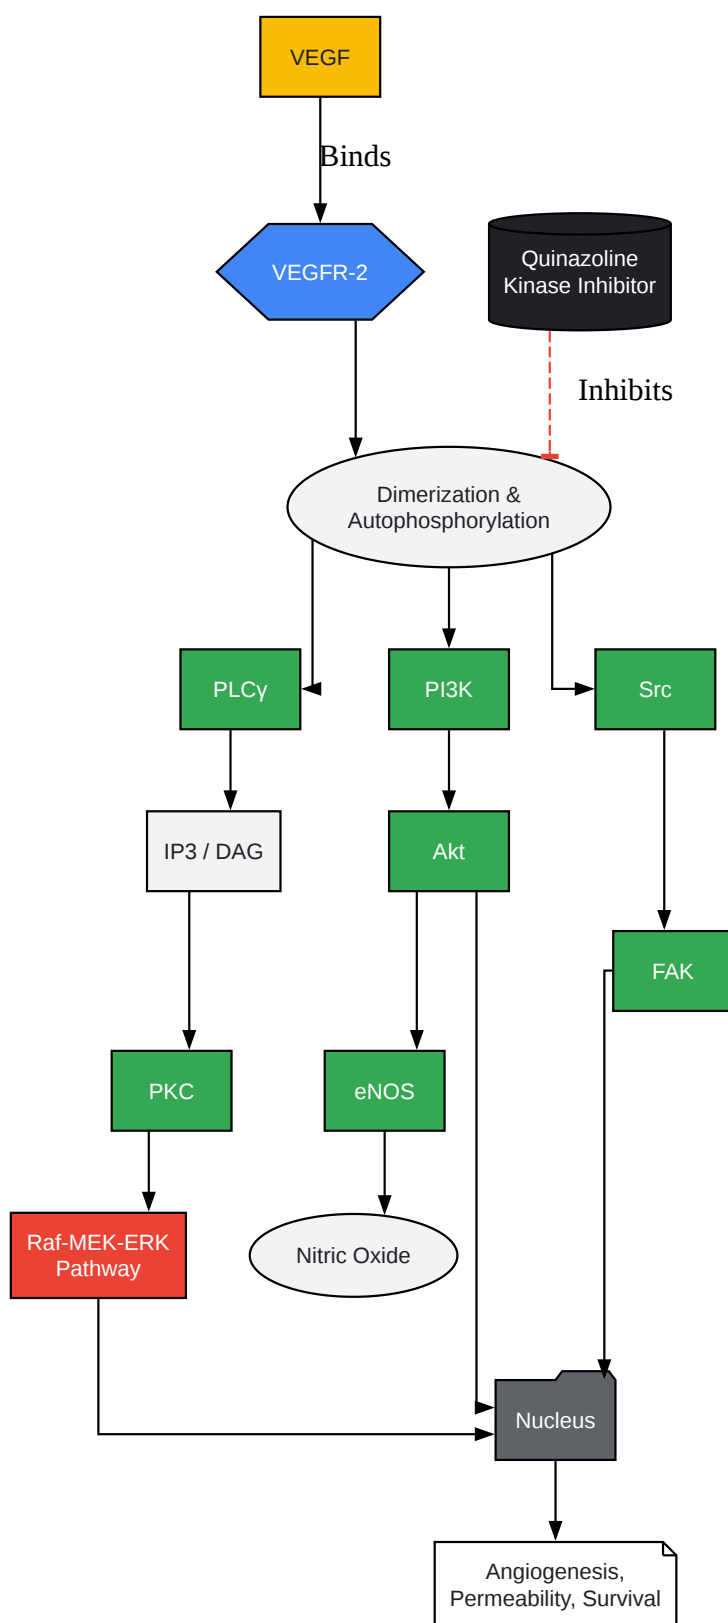 VEGF
Binds
VEGFR-2
Quinazoline
Kinase Inhibitor
Inhibits
Dimerization &
Autophosphorylation
PLCγ
PI3K
Src
IP3 / DAG
Akt
FAK
PKC
eNOS
Raf-MEK-ERK
Pathway
Nitric Oxide
Nucleus
Angiogenesis,
Permeability, Survival